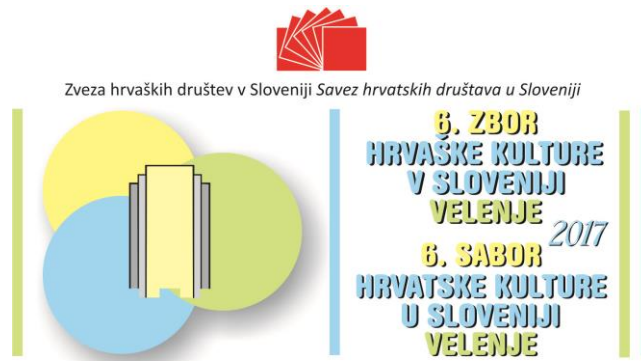 Zveza hrvaških društev v Sloveniji Savez hrvatskih društava u Sloveniji
6. ZBOR
HRVAŠKE KULTURE
V SLOVENIJI
VELENJE
2017
6. SABOR
HRVATSKE KULTURE
U SLOVENIJI
VELENJE